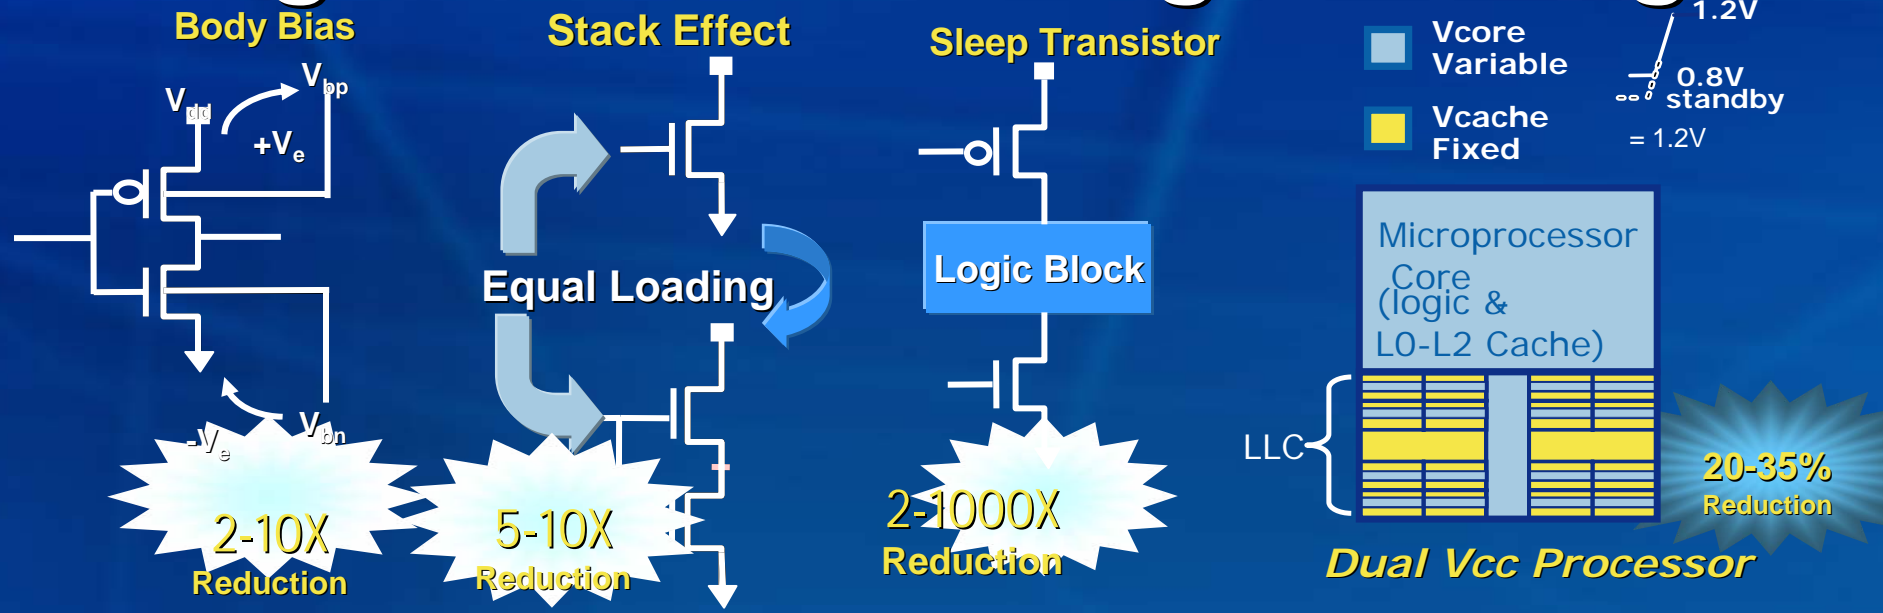 Body Bias
Vbp
Vdd
+Ve
-Ve
Vbn
2-10X
Reduction
Stack Effect
Equal Loading
5-10X
Reduction
Sleep Transistor
Logic Block
2-1000X
Reduction
Vcore
Variable
Vcache
Fixed
1.2V
0.8V
standby
= 1.2V
Microprocessor
Core
(logic &
L0-L2 Cache)
LLC
20-35%
Reduction
Dual Vcc Processor